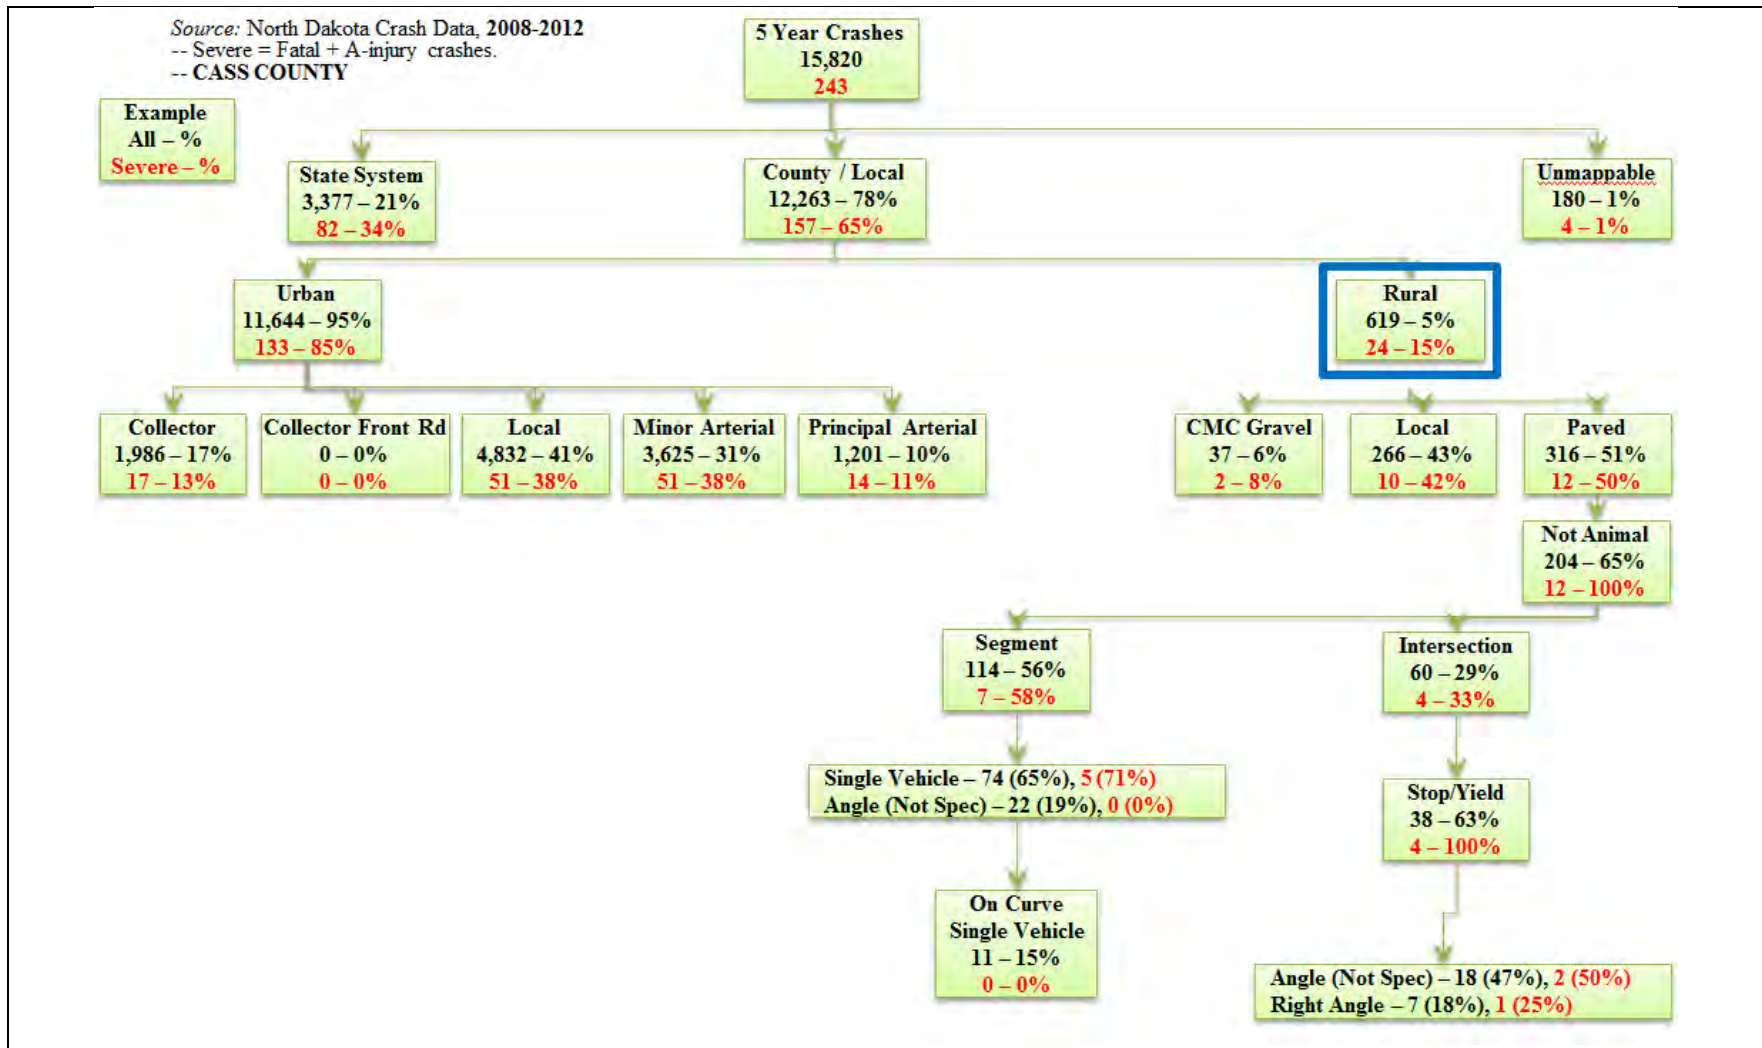 Source: North Dakota Crash Data, 2008-2012
-- Severe = Fatal + A-injury crashes.
-- CASS COUNTY
5 Year Crashes
15,820
243
Example
All – %
Severe – %
State System
3,377 – 21%
82 – 34%
County / Local
12,263 – 78%
157 – 65%
Unmappable
180 – 1%
4 – 1%
Urban
11,644 – 95%
133 – 85%
Rural
619 – 5%
24 – 15%
Collector
1,986 – 17%
17 – 13%
Collector Front Rd
0 – 0%
0 – 0%
Local
4,832 – 41%
51 – 38%
Minor Arterial
3,625 – 31%
51 – 38%
Principal Arterial
1,201 – 10%
14 – 11%
CMC Gravel
37 – 6%
2 – 8%
Local
266 – 43%
10 – 42%
Paved
316 – 51%
12 – 50%
Not Animal
204 – 65%
12 – 100%
Segment
114 – 56%
7 – 58%
Intersection
60 – 29%
4 – 33%
Single Vehicle – 74 (65%), 5 (71%)
Angle (Not Spec) – 22 (19%), 0 (0%)
Stop/Yield
38 – 63%
4 – 100%
On Curve
Single Vehicle
11 – 15%
0 – 0%
Angle (Not Spec) – 18 (47%), 2 (50%)
Right Angle – 7 (18%), 1 (25%)